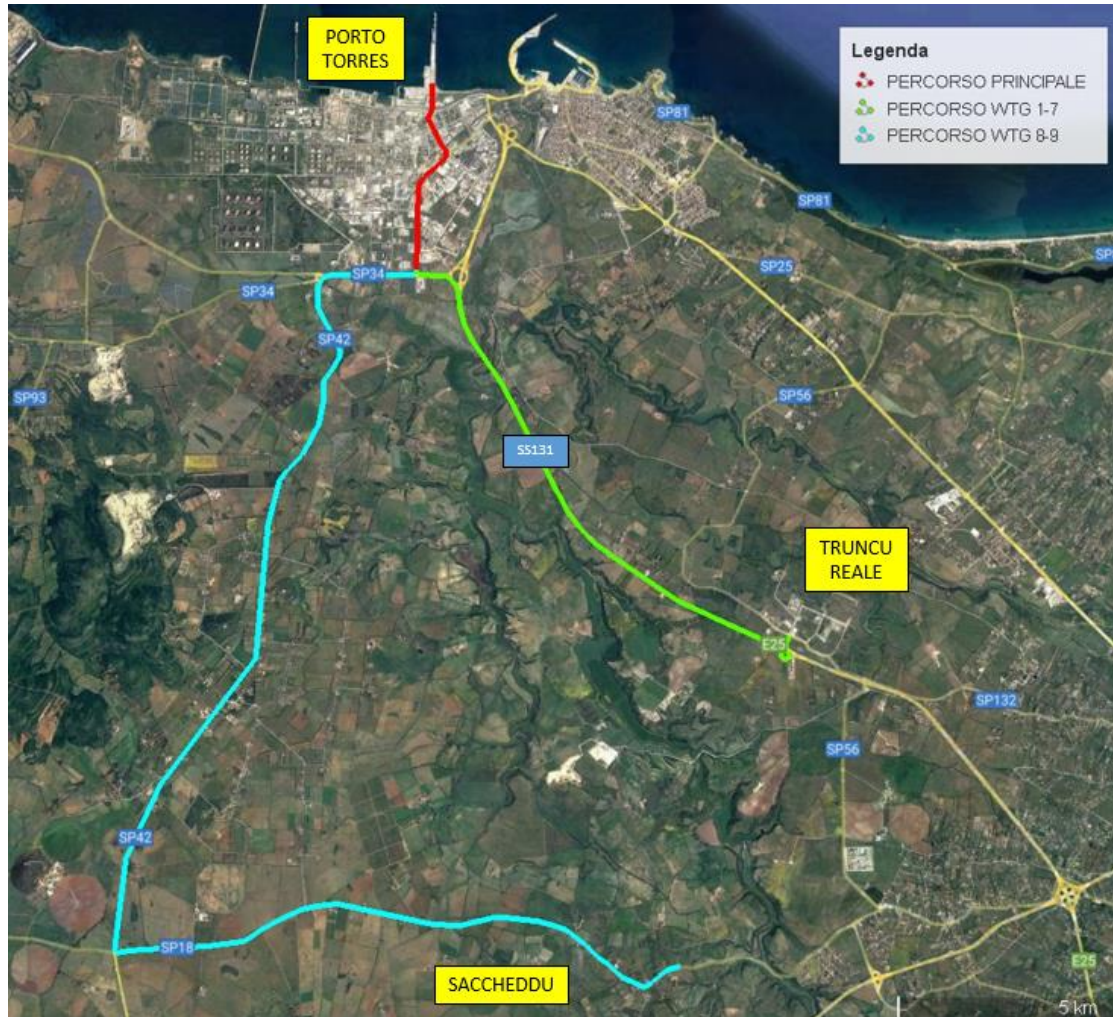 PORTO
TORRES
Legenda
PERCORSO PRINCIPALE
PERCORSO WTG 1-7
PERCORSO WTG 8-9
SP81
SP81
SP25
SP34
SP34
SP42
SP93
SP56
SS131
TRUNCU
REALE
E25
SP132
SP56
SP42
SP18
SACCHEDDU
E25
5 km